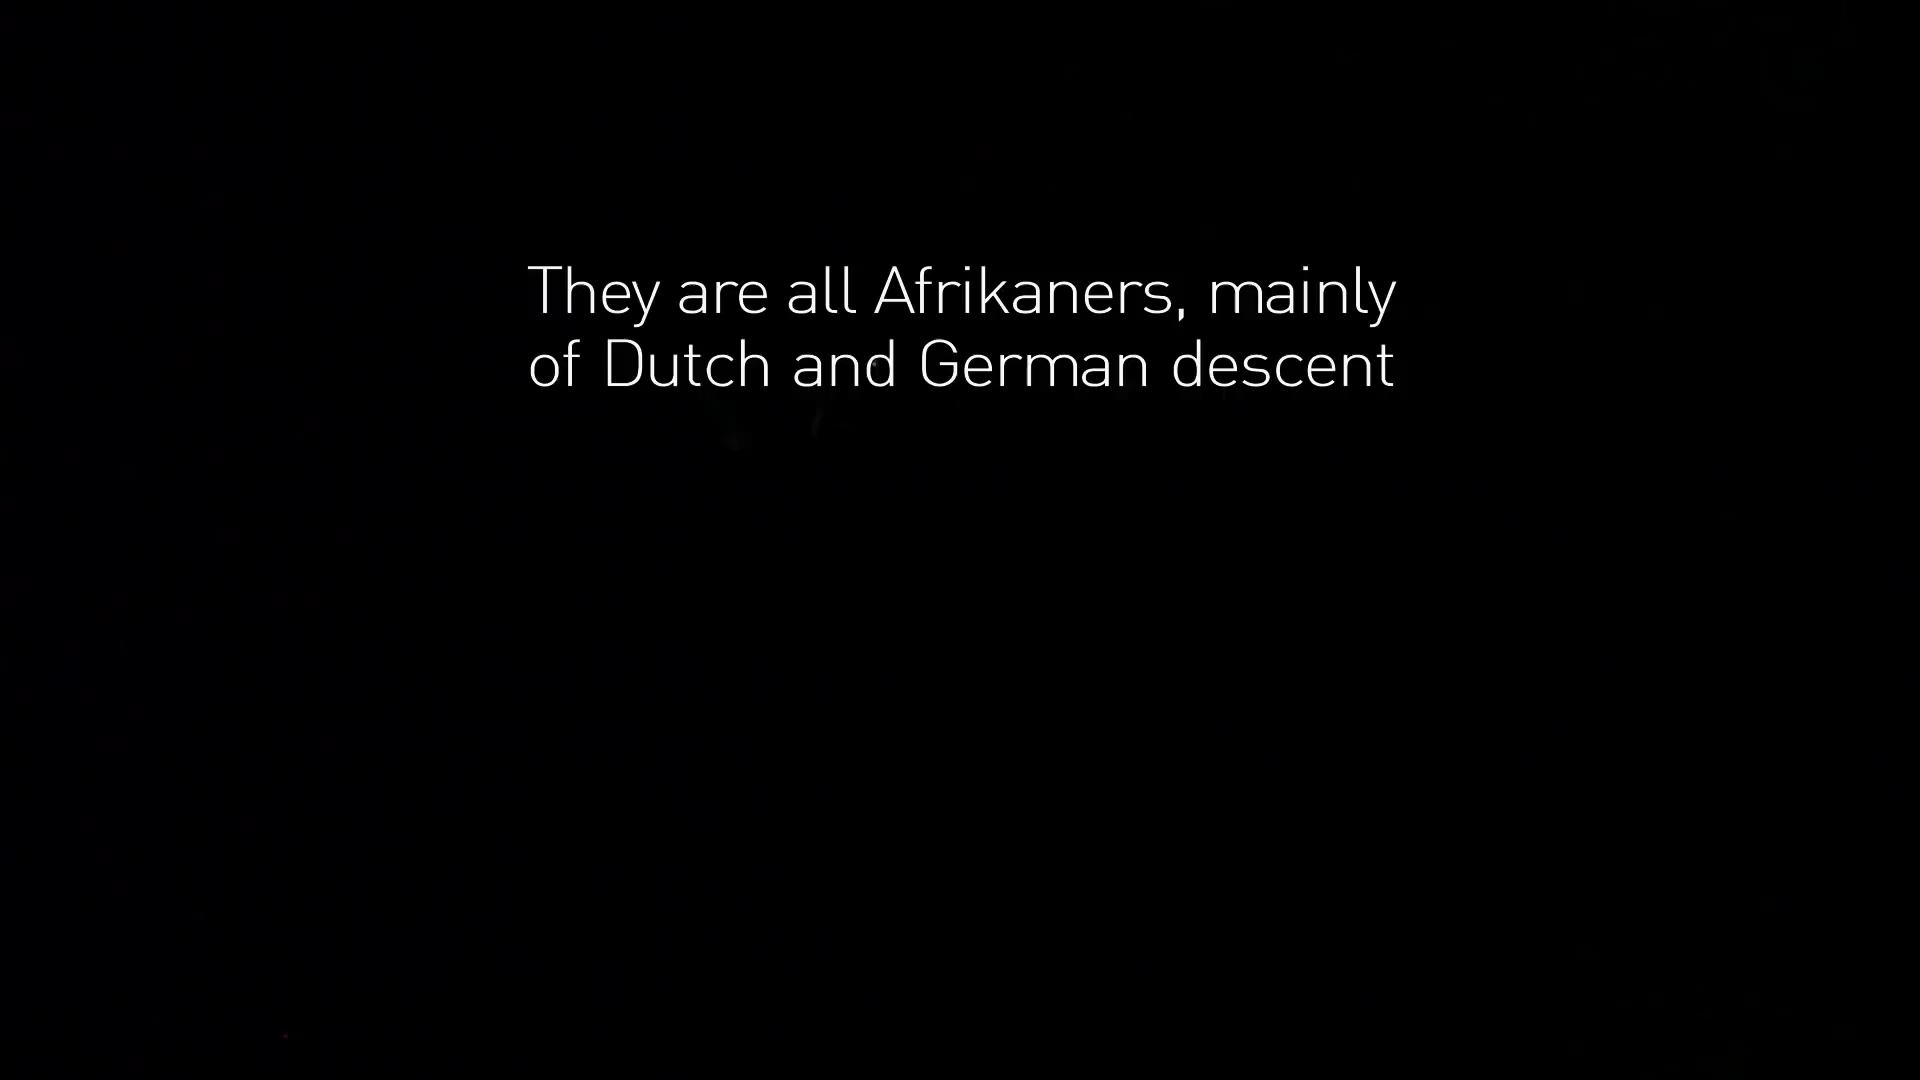 They are all Afrikaners, mainly
of Dutch and German descent